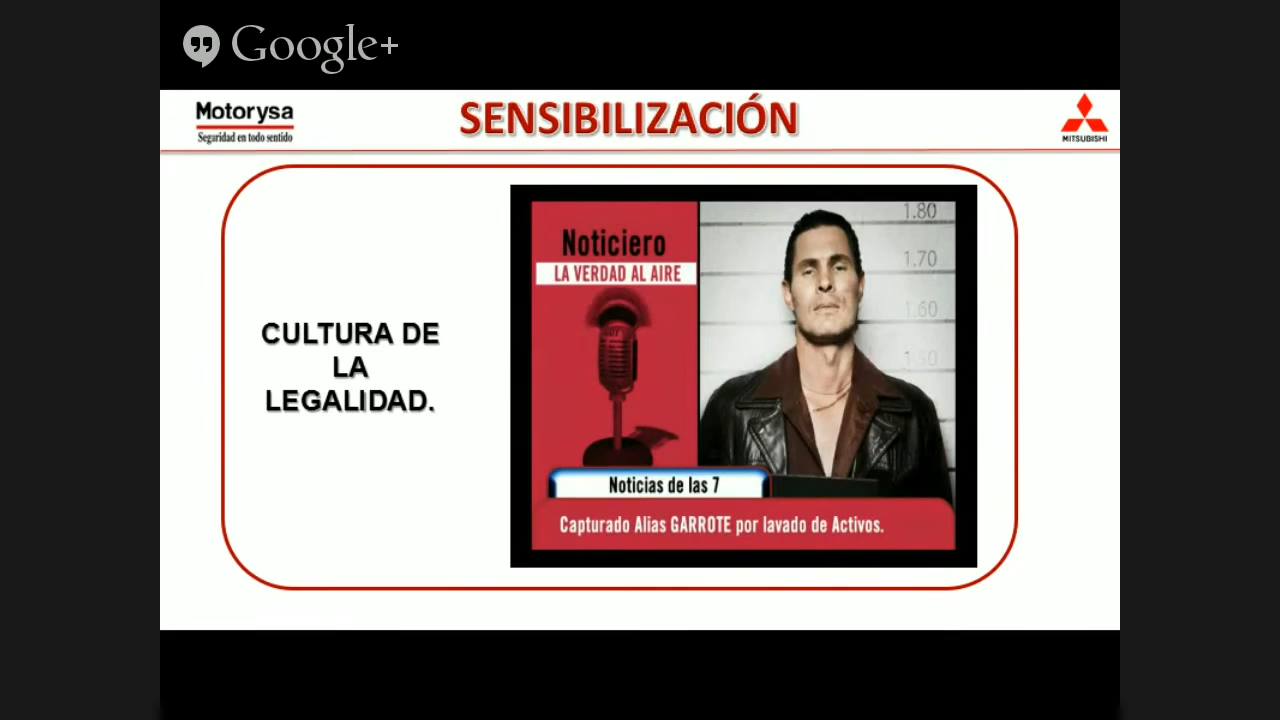 Google+
Motorysa
Seguridad en todo sentido
SENSIBILIZACIÓN
MITSUBISHI
CULTURA DE
LA
LEGALIDAD.
Noticiero
LA VERDAD AL AIRE
1.80
1.70
1.60
1.50
Noticias de las 7
Capturado Alias GARROTE por lavado de Activos.